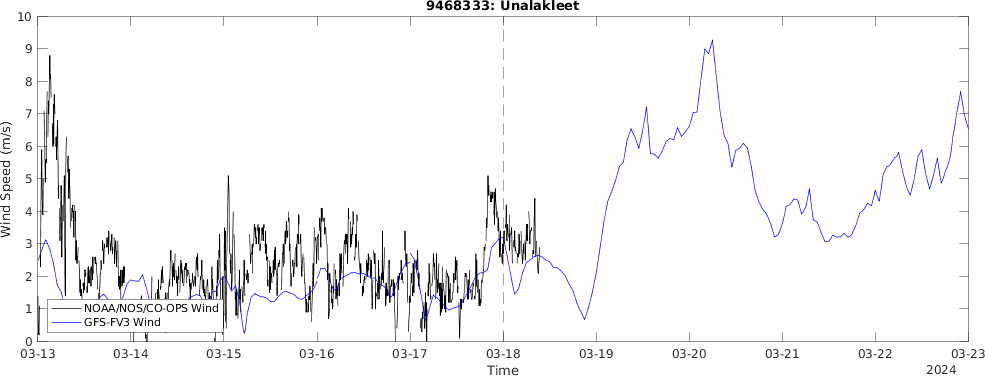 9468333: Unalakleet
10
9
8
7
6
5
4
3
2
1
0
Wind Speed (m/s)
NOAA/NOS/CO-OPS Wind
GFS-FV3 Wind
03-13 03-14 03-15 03-16 03-17 03-18 03-19 03-20 03-21 03-22 03-23
Time
2024